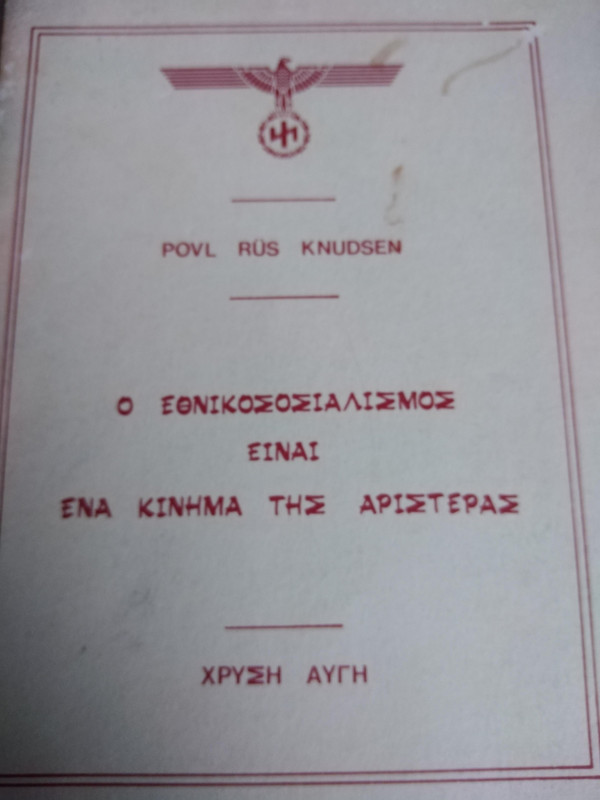 POVL RÜS KNUDSEN
Ο ΕΘΝΙΚΟΣΟΣΙΑΛΙΣΜΟΣ
ΕΙΝΑΙ
ΕΝΑ ΚΙΝΗΜΑ ΤΗΣ ΑΡΙΣΤΕΡΑΣ
ΧΡΥΣΗ ΑΥΓΗ